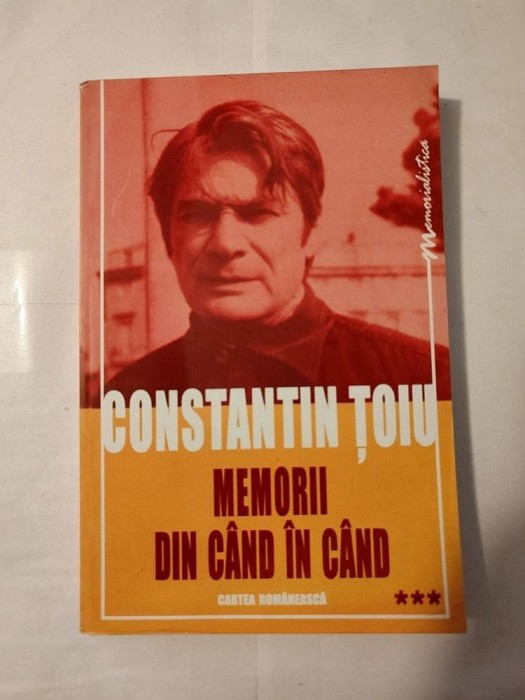 Memorialistica
CONSTANTIN ȚOIU
MEMORII
DIN CÂND ÎN CÂND
CARTEA ROMÂNEASCĂ
***